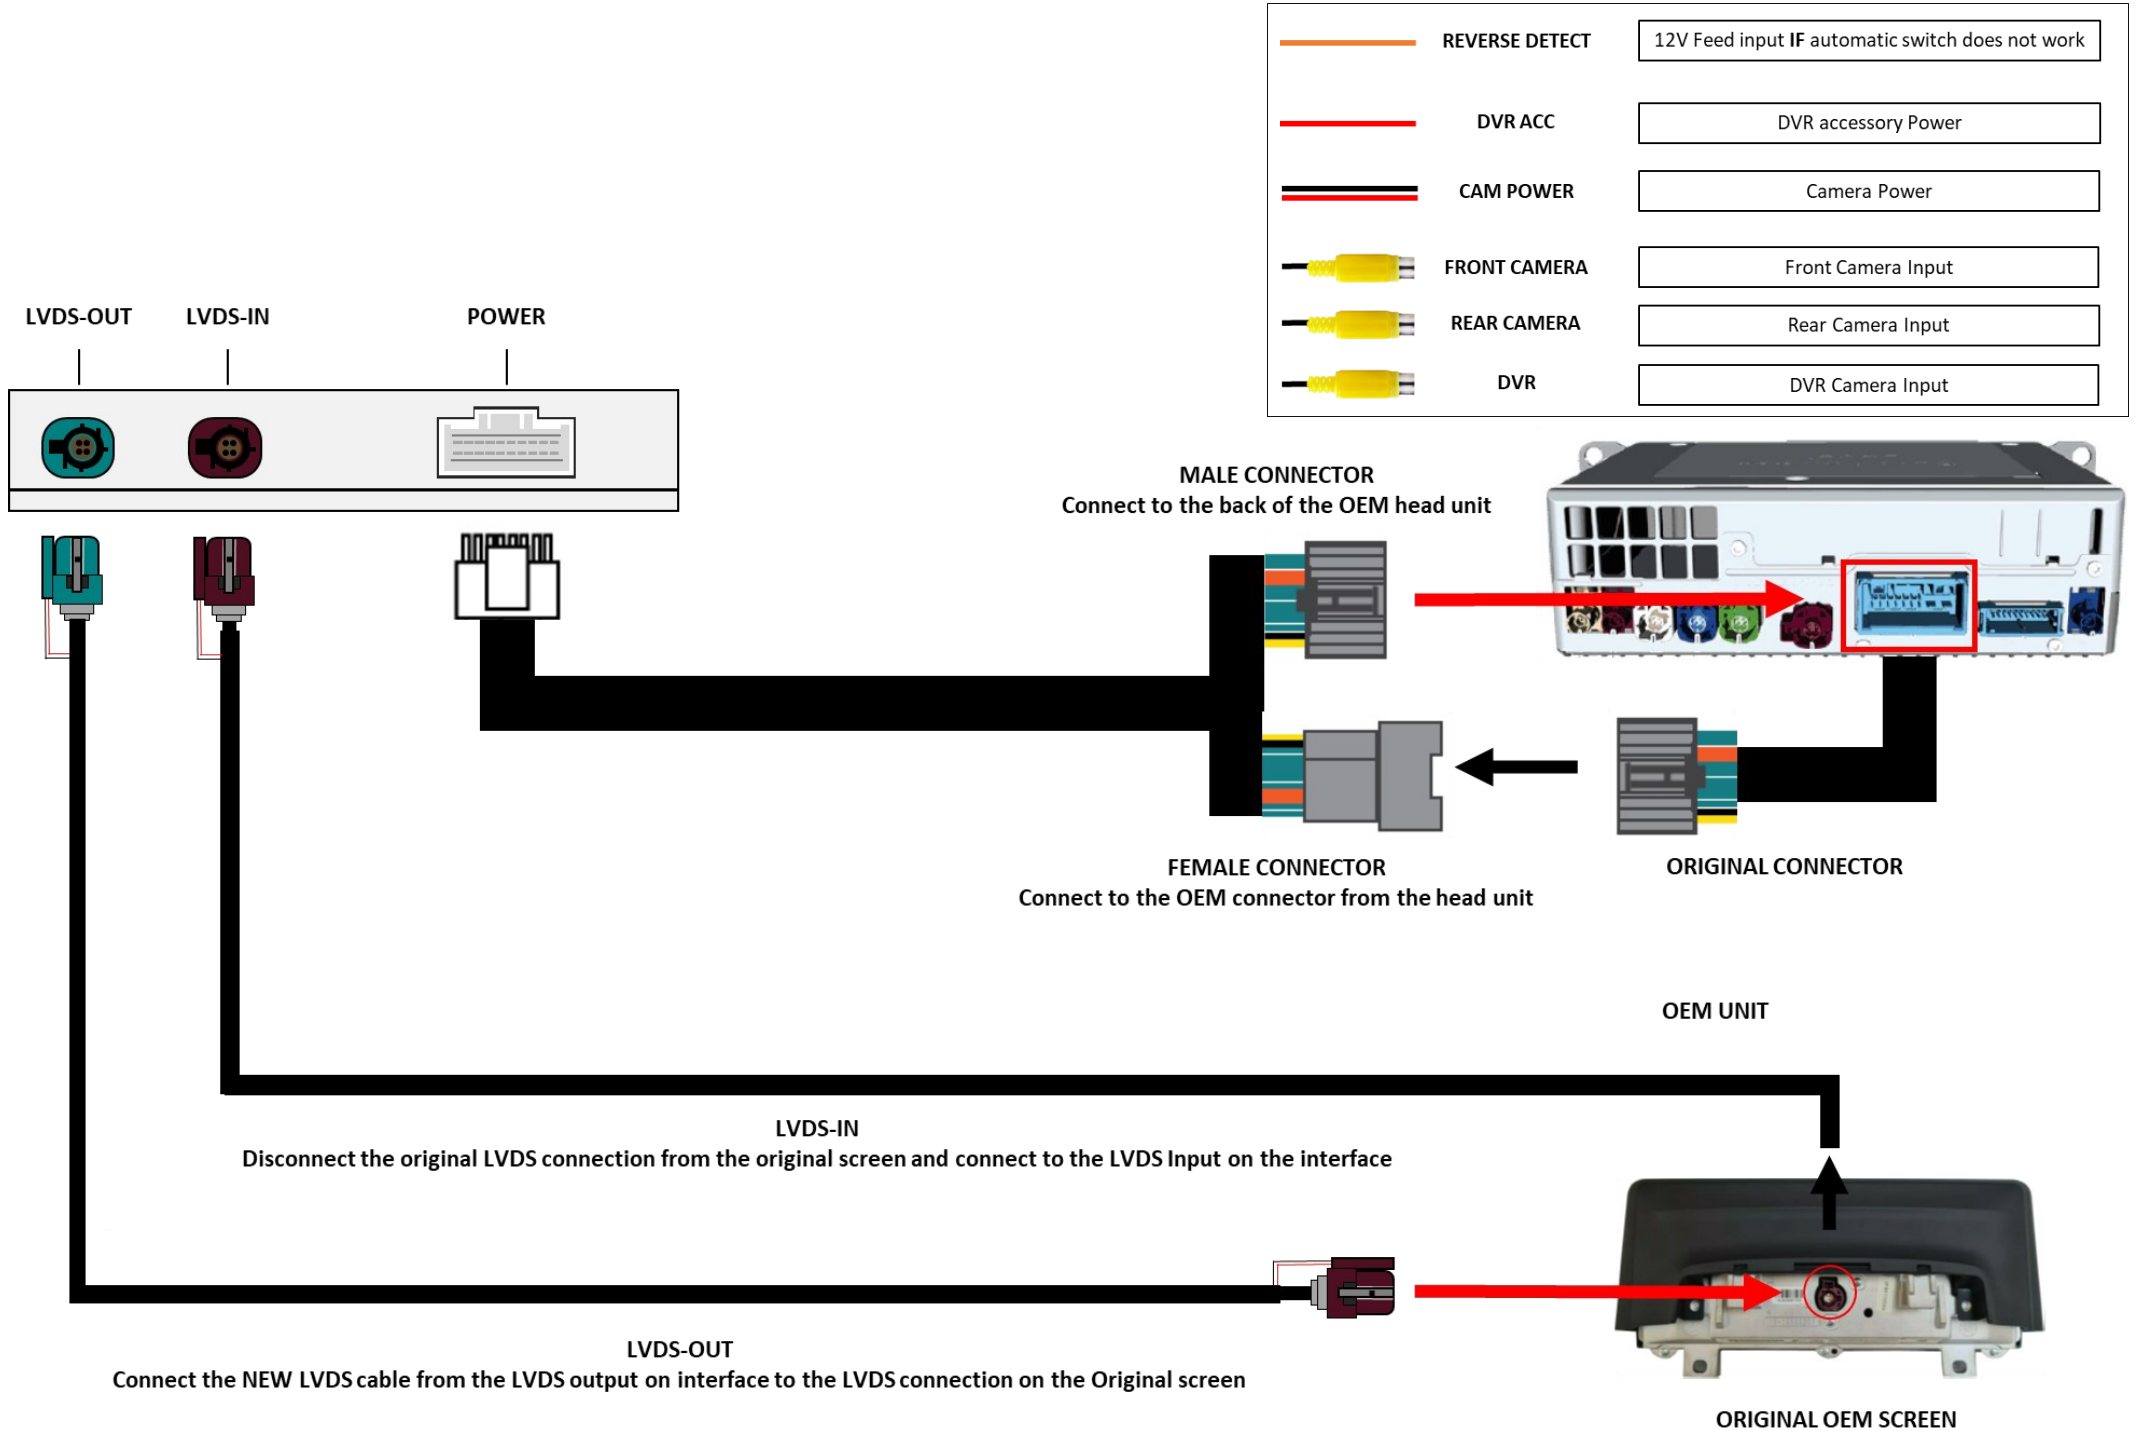 REVERSE DETECT
12V Feed input IF automatic switch does not work
DVR ACC
DVR accessory Power
CAM POWER
Camera Power
FRONT CAMERA
Front Camera Input
REAR CAMERA
Rear Camera Input
DVR
DVR Camera Input
LVDS-OUT
LVDS-IN
POWER
MALE CONNECTOR
Connect to the back of the OEM head unit
FEMALE CONNECTOR
Connect to the OEM connector from the head unit
ORIGINAL CONNECTOR
OEM UNIT
LVDS-IN
Disconnect the original LVDS connection from the original screen and connect to the LVDS Input on the interface
LVDS-OUT
Connect the NEW LVDS cable from the LVDS output on interface to the LVDS connection on the Original screen
ORIGINAL OEM SCREEN